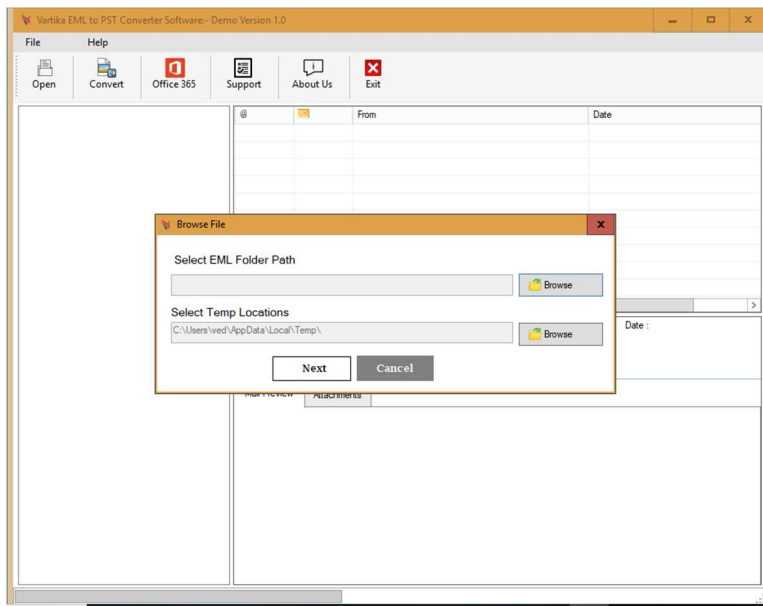 Vartika EML to PST Converter Software:- Demo Version 1.0
File Help
Open Convert Office 365 Support About Us Exit
From Date
Browse File
Select EML Folder Path
Browse
Select Temp Locations
C:\Users\ved\AppData\Local\Temp\
Browse
Date :
Next Cancel
Mail Preview Attachments